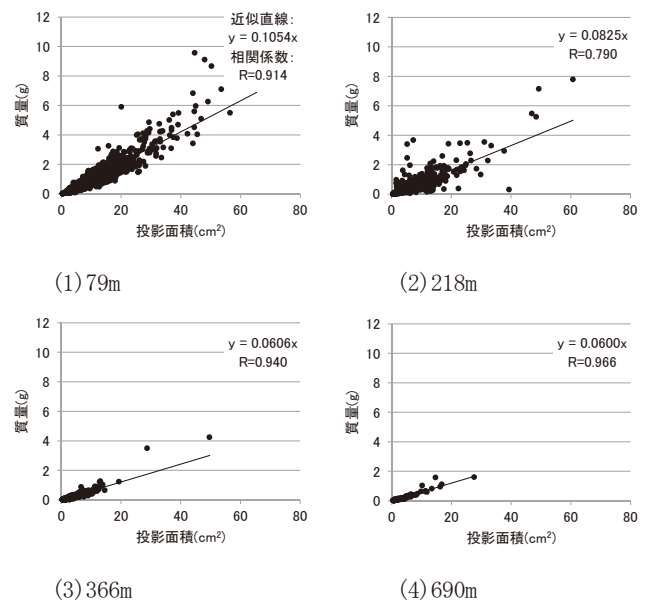 近似直線:
y = 0.1054x
相関係数:
R=0.914
質量(g)
12
10
8
6
4
2
0
0 20 40 60 80
投影面積(cm²)
(1)79m
y = 0.0825x
R=0.790
質量(g)
12
10
8
6
4
2
0
0 20 40 60 80
投影面積(cm²)
(2)218m
y = 0.0606x
R=0.940
質量(g)
12
10
8
6
4
2
0
0 20 40 60 80
投影面積(cm²)
(3)366m
y = 0.0600x
R=0.966
質量(g)
12
10
8
6
4
2
0
0 20 40 60 80
投影面積(cm²)
(4)690m